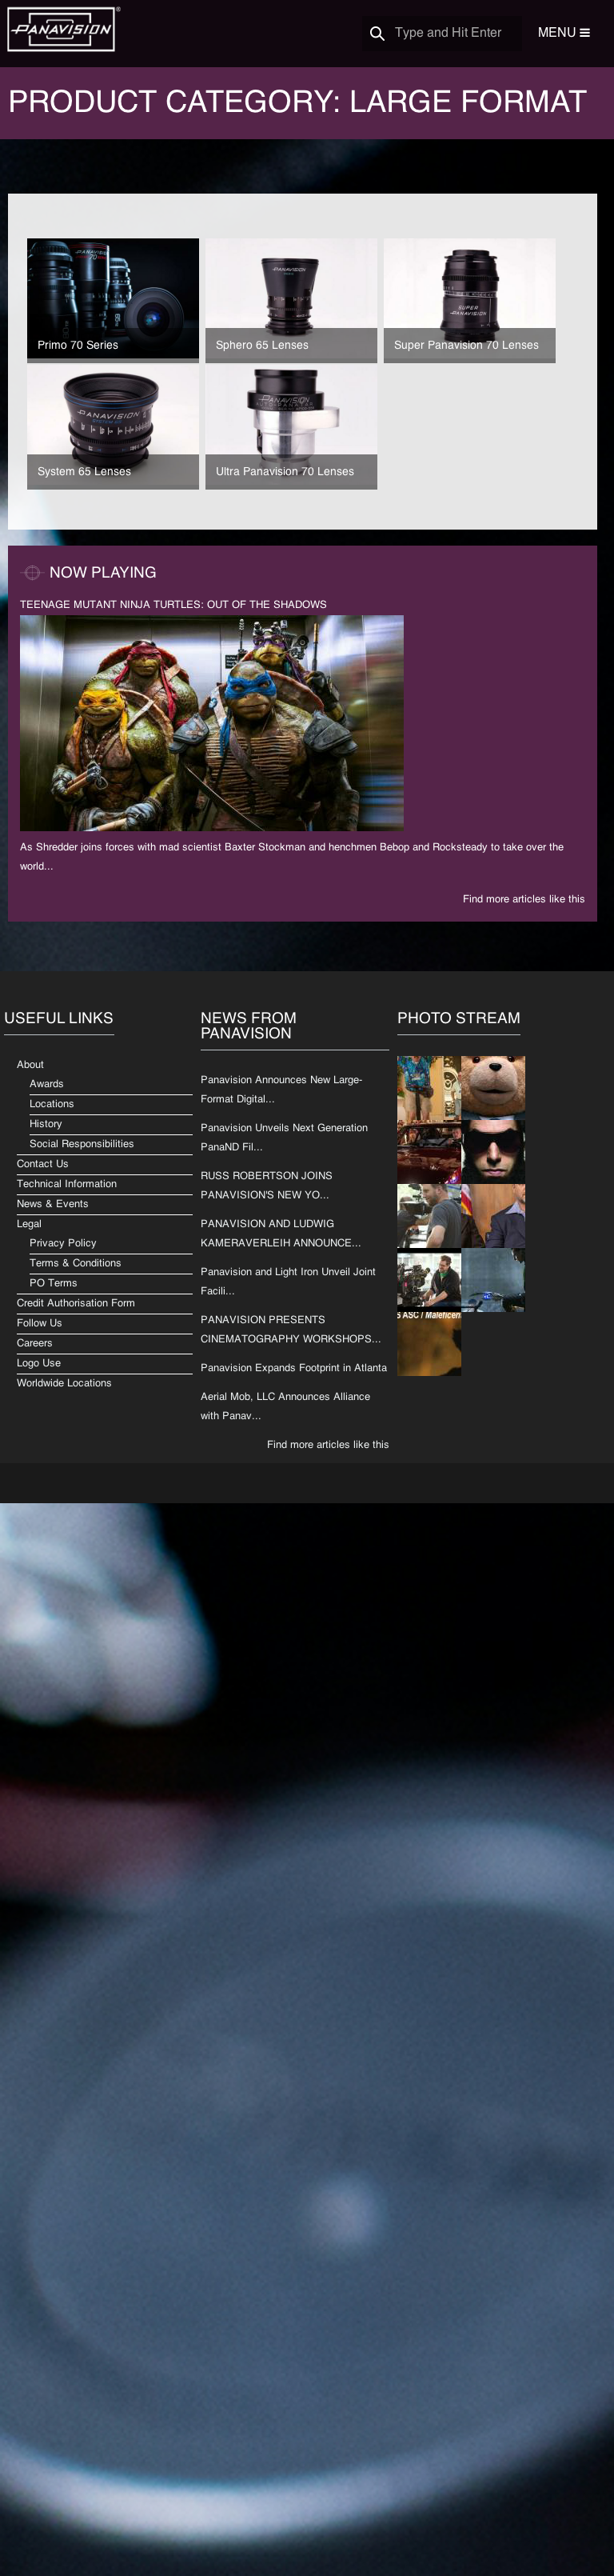 PANAVISION®
Type and Hit Enter
MENU
PRODUCT CATEGORY: LARGE FORMAT
Primo 70 Series
Sphero 65 Lenses
SUPER
PANAVISION
Super Panavision 70 Lenses
PANAVISION
System 65 Lenses
Ultra Panavision 70 Lenses
NOW PLAYING
TEENAGE MUTANT NINJA TURTLES: OUT OF THE SHADOWS
As Shredder joins forces with mad scientist Baxter Stockman and henchmen Bebop and Rocksteady to take over the
world...
Find more articles like this
USEFUL LINKS
About
Awards
Locations
History
Social Responsibilities
Contact Us
Technical Information
News & Events
Legal
Privacy Policy
Terms & Conditions
PO Terms
Credit Authorisation Form
Follow Us
Careers
Logo Use
Worldwide Locations
NEWS FROM
PANAVISION
Panavision Announces New Large-
Format Digital...
Panavision Unveils Next Generation
PanaND Fil...
RUSS ROBERTSON JOINS
PANAVISION'S NEW YO...
PANAVISION AND LUDWIG
KAMERAVERLEIH ANNOUNCE...
Panavision and Light Iron Unveil Joint
Facili...
PANAVISION PRESENTS
CINEMATOGRAPHY WORKSHOPS...
Panavision Expands Footprint in Atlanta
Aerial Mob, LLC Announces Alliance
with Panav...
Find more articles like this
PHOTO STREAM
S ASC / Maleficen